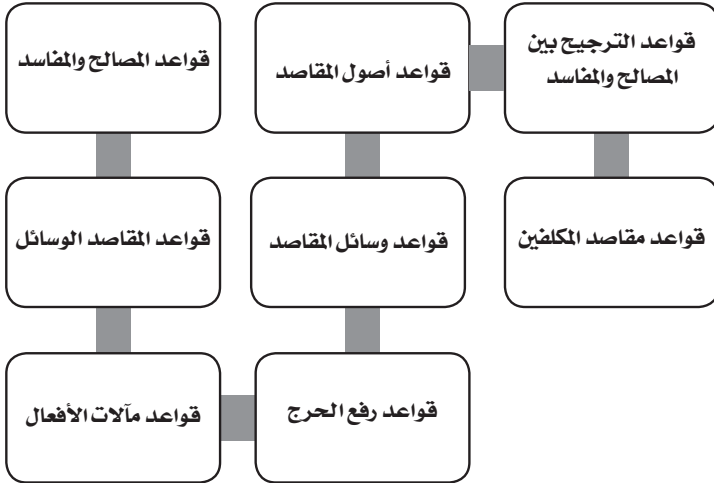 قواعد الترجيح بين
المصالح والمفاسد
قواعد أصول المقاصد
قواعد المصالح والمفاسد
قواعد مقاصد المكلفين
قواعد وسائل المقاصد
قواعد المقاصد الوسائل
قواعد رفع الحرج
قواعد مآلات الأفعال